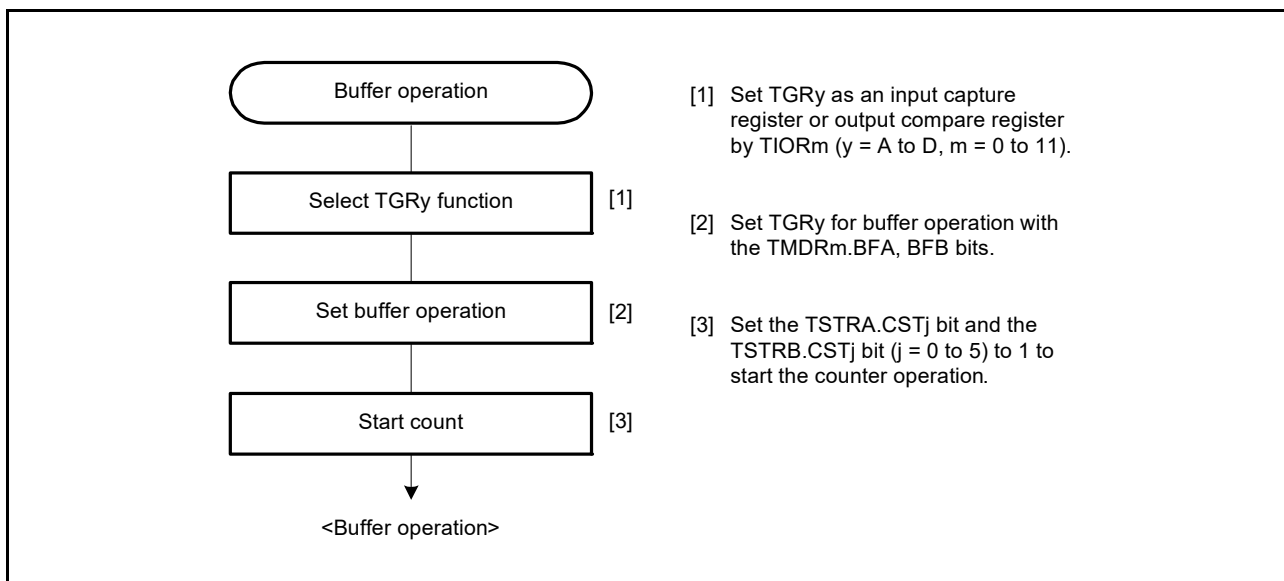 Buffer operation
Select TGRy function
[1]
Set buffer operation
[2]
Start count
[3]
<Buffer operation>
[1] Set TGRy as an input capture
register or output compare register
by TIORm (y = A to D, m = 0 to 11).
[2] Set TGRy for buffer operation with
the TMDRm.BFA, BFB bits.
[3] Set the TSTRA.CSTj bit and the
TSTRB.CSTj bit (j = 0 to 5) to 1 to
start the counter operation.